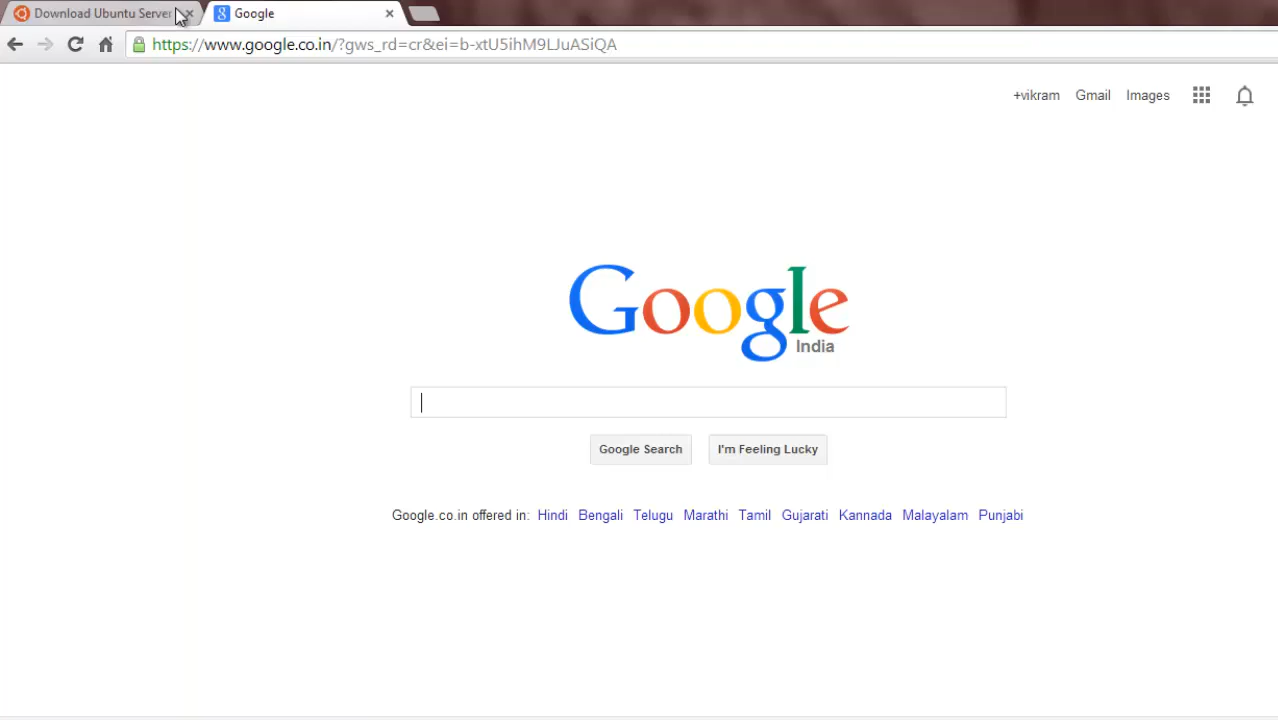 Download Ubuntu Server
Google
https://www.google.co.in/?gws_rd=cr&ei=b-xtU5ihM9LJuASiQA
+vikram Gmail Images
Google
India
Google Search I'm Feeling Lucky
Google.co.in offered in: Hindi Bengali Telugu Marathi Tamil Gujarati Kannada Malayalam Punjabi